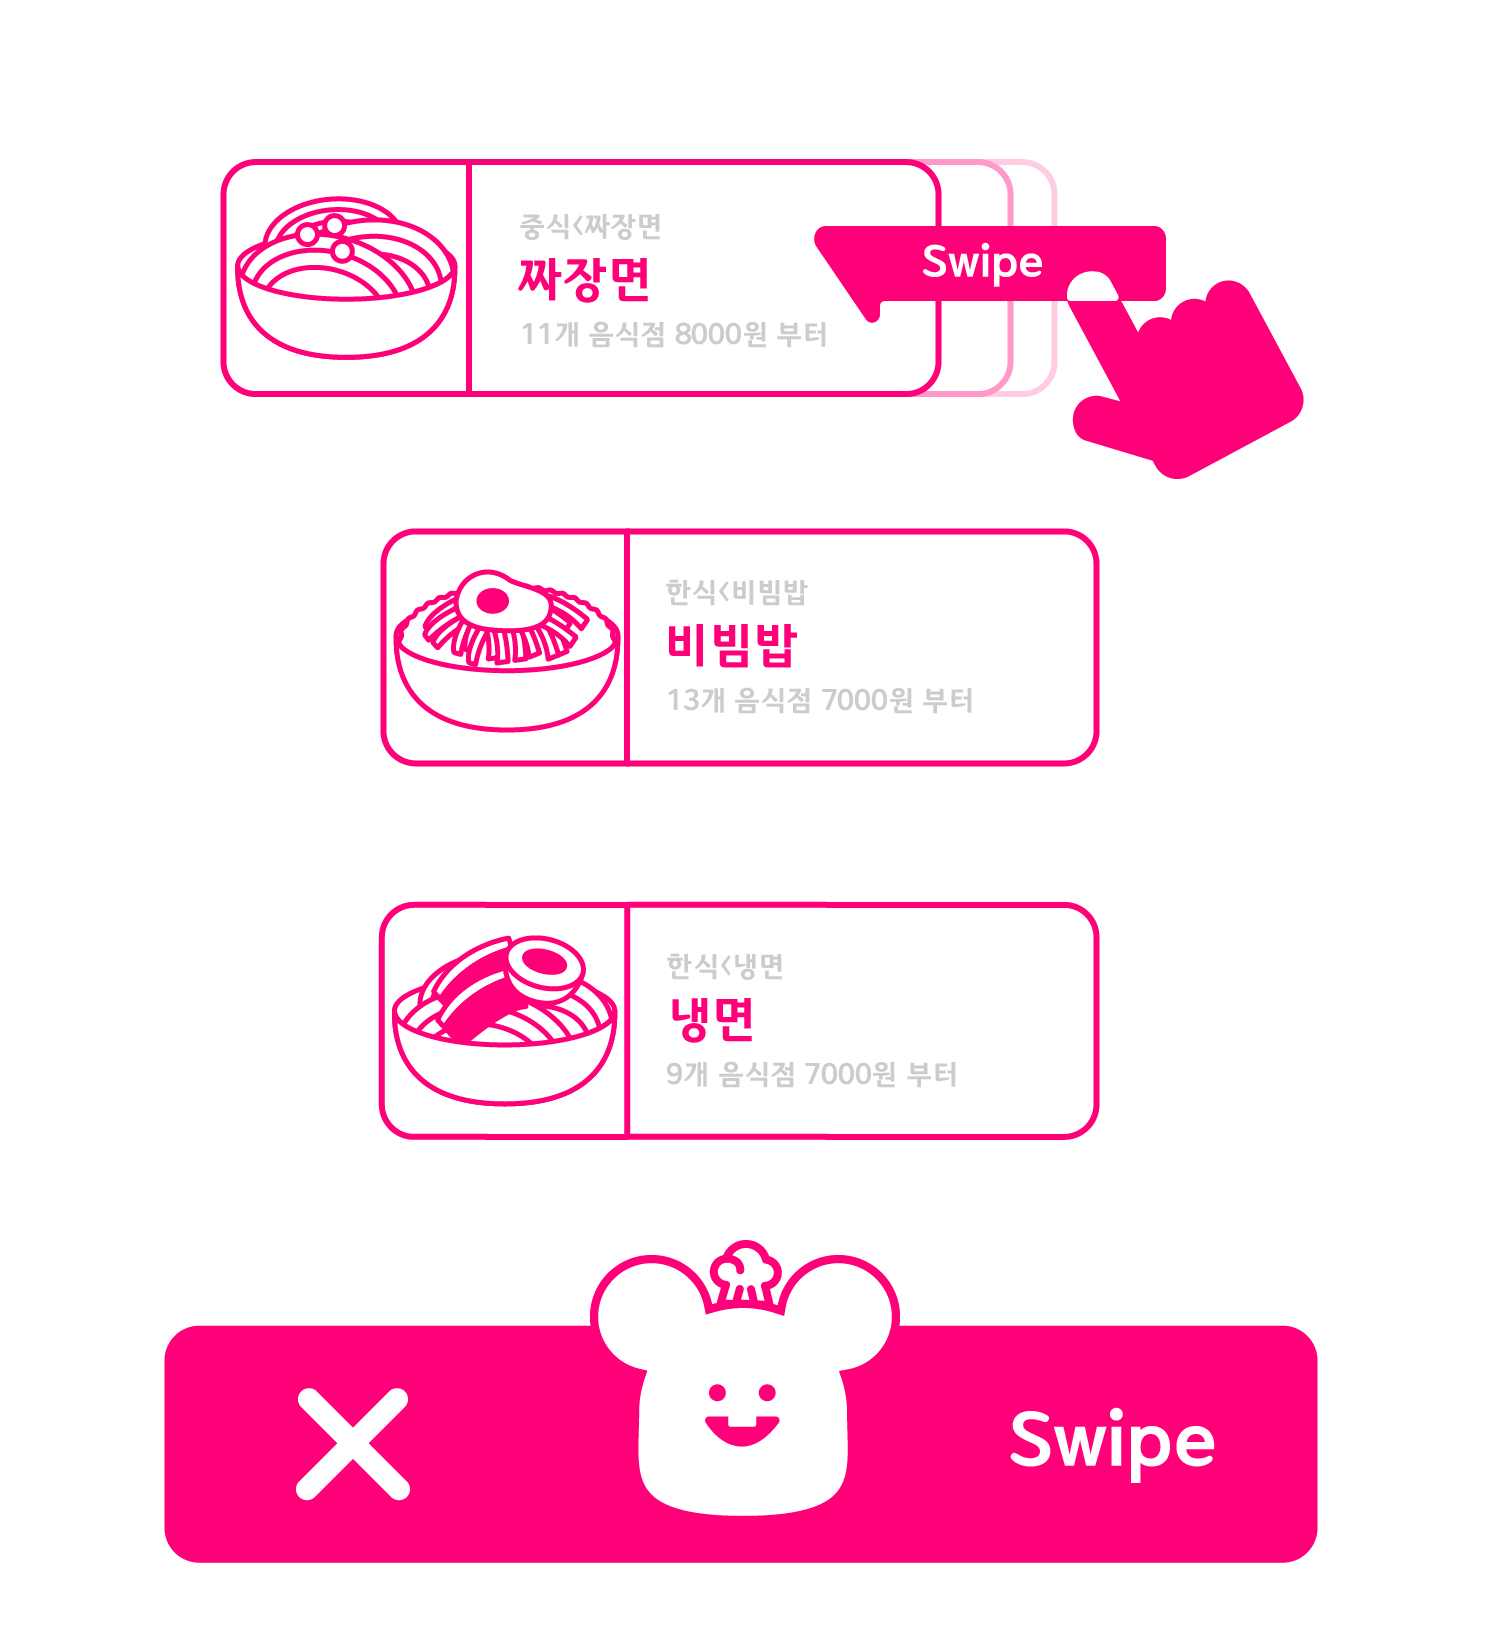 중식<짜장면
짜장면
11개 음식점 8000원 부터
Swipe
한식<비빔밥
비빔밥
13개 음식점 7000원 부터
한식<냉면
냉면
9개 음식점 7000원 부터
Swipe